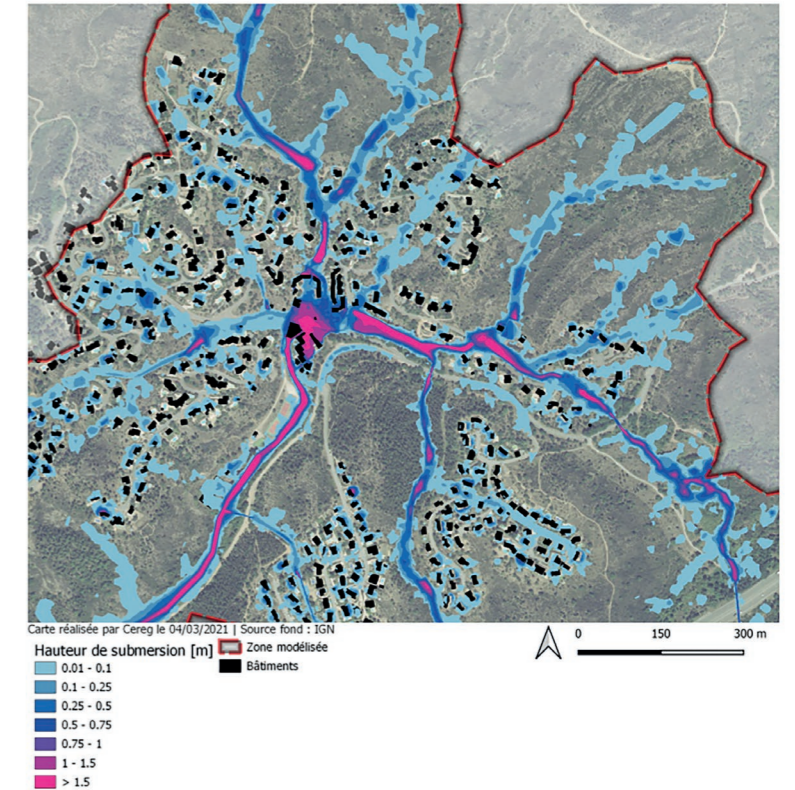 Carte réalisée par Cereg le 04/03/2021 | Source fond : IGN
0 150 300 m
Hauteur de submersion [m]
0.01 - 0.1
0.1 - 0.25
0.25 - 0.5
0.5 - 0.75
0.75 - 1
1 - 1.5
> 1.5
Zone modélisée
Bâtiments